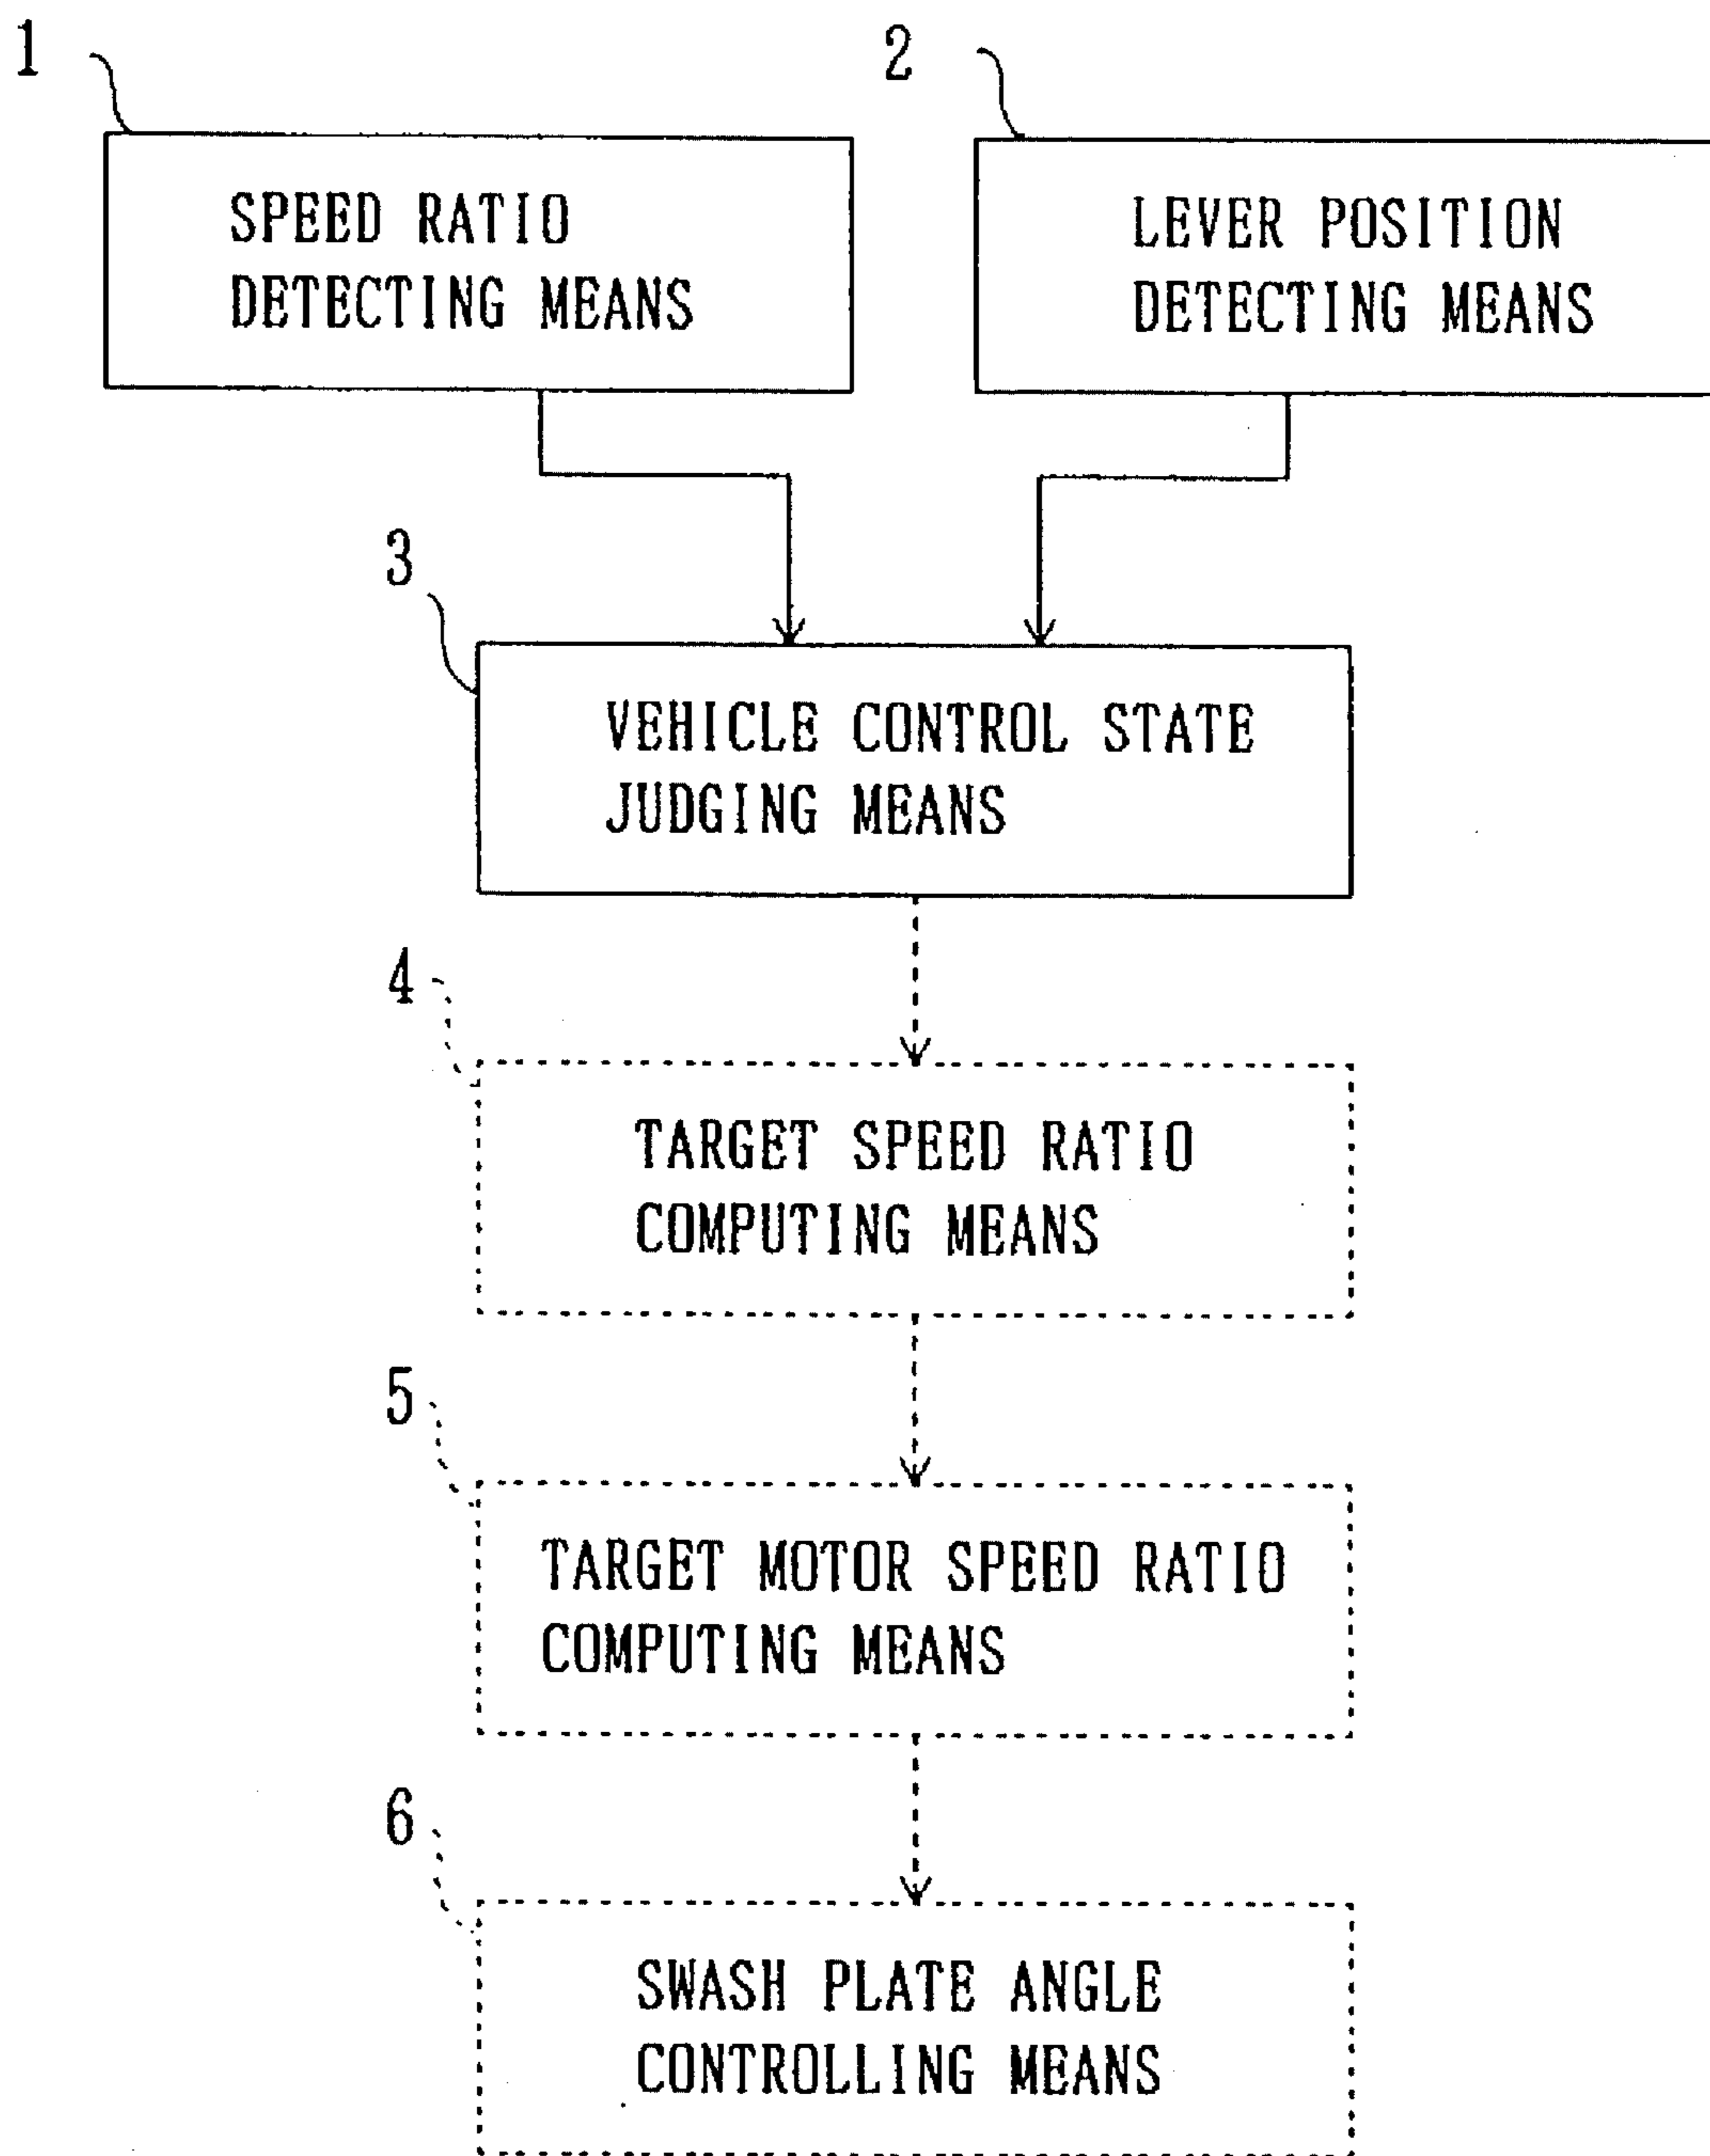 1
SPEED RATIO
DETECTING MEANS
2
LEVER POSITION
DETECTING MEANS
3
VEHICLE CONTROL STATE
JUDGING MEANS
4
TARGET SPEED RATIO
COMPUTING MEANS
5
TARGET MOTOR SPEED RATIO
COMPUTING MEANS
6
SWASH PLATE ANGLE
CONTROLLING MEANS